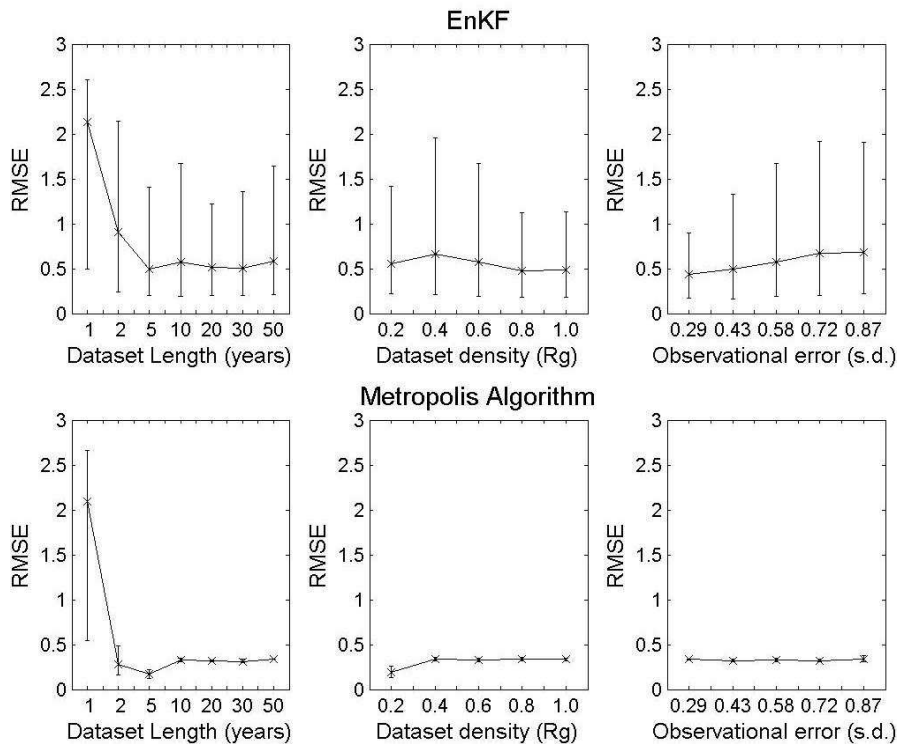 EnKF
3
2.5
2
1.5
1
0.5
0
RMSE
1 2 5 10 20 30 50
Dataset Length (years)
3
2.5
2
1.5
1
0.5
0
RMSE
0.2 0.4 0.6 0.8 1.0
Dataset density (Rg)
3
2.5
2
1.5
1
0.5
0
RMSE
0.29 0.43 0.58 0.72 0.87
Observational error (s.d.)
Metropolis Algorithm
3
2.5
2
1.5
1
0.5
0
RMSE
1 2 5 10 20 30 50
Dataset Length (years)
3
2.5
2
1.5
1
0.5
0
RMSE
0.2 0.4 0.6 0.8 1.0
Dataset density (Rg)
3
2.5
2
1.5
1
0.5
0
RMSE
0.29 0.43 0.58 0.72 0.87
Observational error (s.d.)